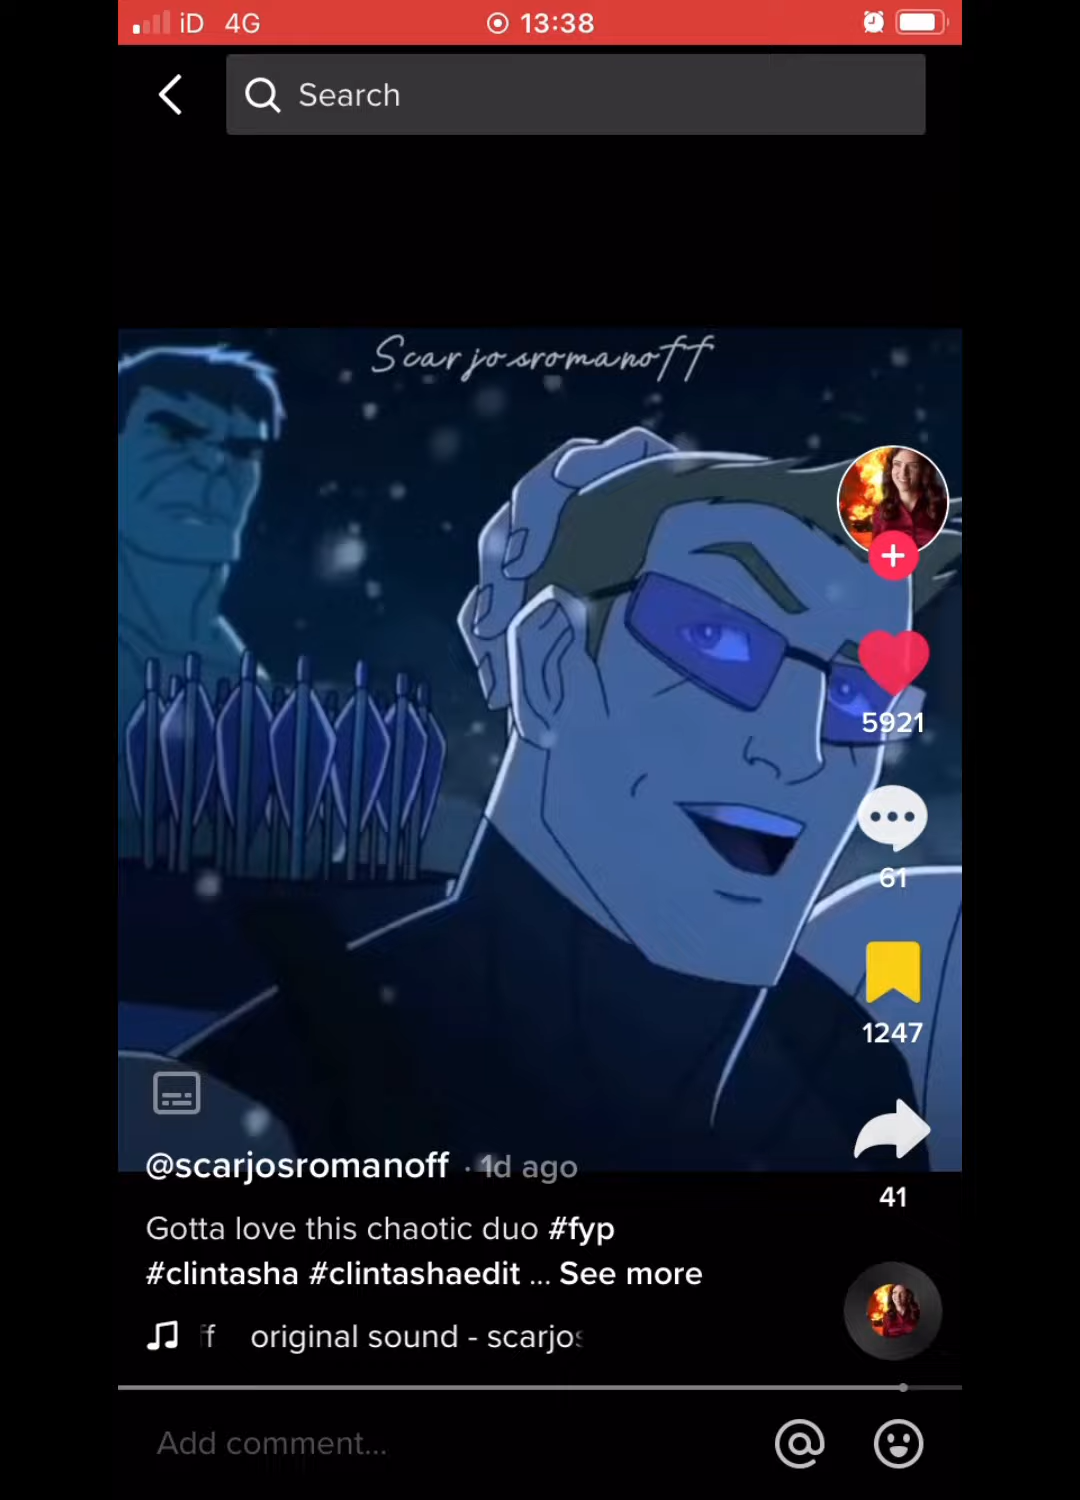 iD 4G 13:38
Search
Scarjosromanoff
5921
61
1247
@scarjosromanoff · 1d ago
41
Gotta love this chaotic duo #fyp
#clintasha #clintashaedit ... See more
original sound - scarjos
Add comment...